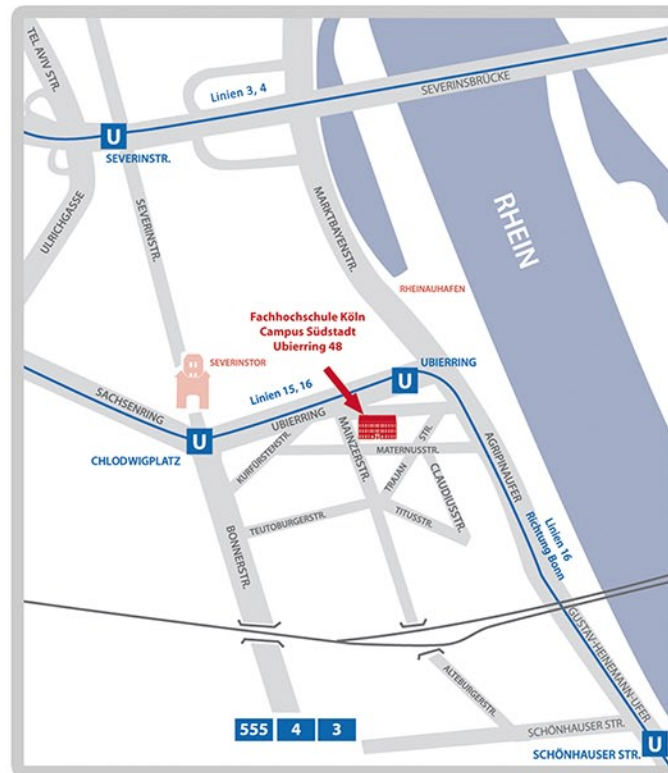 TEL AVIV STR.
Linien 3, 4
SEVERINSBRÜCKE
U
SEVERINSTR.
ULRICHGASSE
SEVERINSTR.
MARKTBAYENSTR.
RHEIN
RHEINAUHAFEN
Fachhochschule Köln
Campus Südstadt
Ubierring 48
SEVERINSTOR
UBIERRING
U
Linien 15, 16
SACHSENRING
U
UBIERRING
CHLODWIGPLATZ
KURFÜRSTENSTR.
MAINZERSTR.
MATERNUSSTR.
TRAJAN
STR.
CLAUDIUSSTR.
AGRIPINAUFER
TITUSSTR.
TEUTOBURGERSTR.
BONNERSTR.
Linien 16
Richtung Bonn
GUSTAV-HEINEMANN-UFER
ALTEBURGERSTR.
555
4
3
SCHÖNHAUSER STR.
U
SCHÖNHAUSER STR.